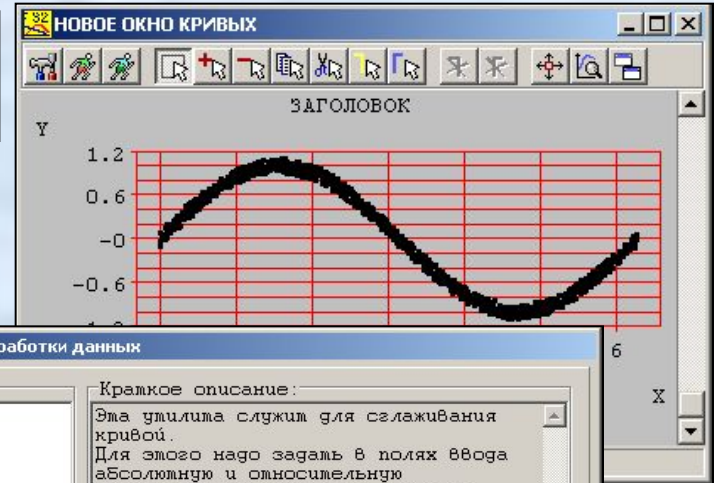 НОВОЕ ОКНО КРИВЫХ
ЗАГОЛОВОК
Y
1.2
0.6
-0
-0.6
6
X
работки данных
Краткое описание:
Эта утилита служит для сглаживания
кривой.
Для этого надо задать в полях ввода
абсолютную и относительную